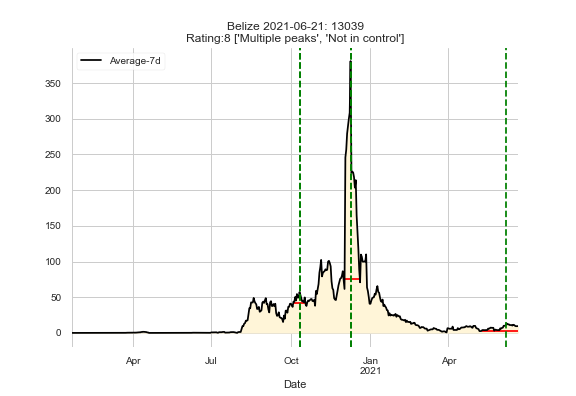 Belize 2021-06-21: 13039
Rating:8 ['Multiple peaks', 'Not in control']
Average-7d
350
300
250
200
150
100
50
0
Apr
Jul
Oct
Jan
2021
Apr
Date